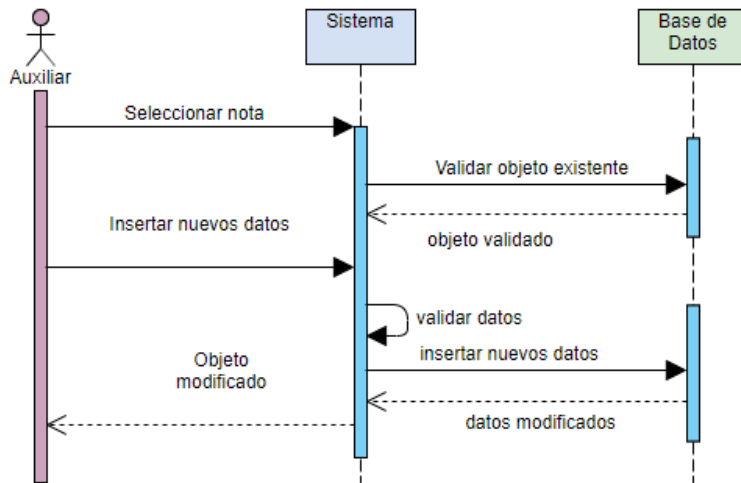 Sistema
Base de
Datos
Auxiliar
Seleccionar nota
Validar objeto existente
Insertar nuevos datos
objeto validado
validar datos
insertar nuevos datos
Objeto
modificado
datos modificados